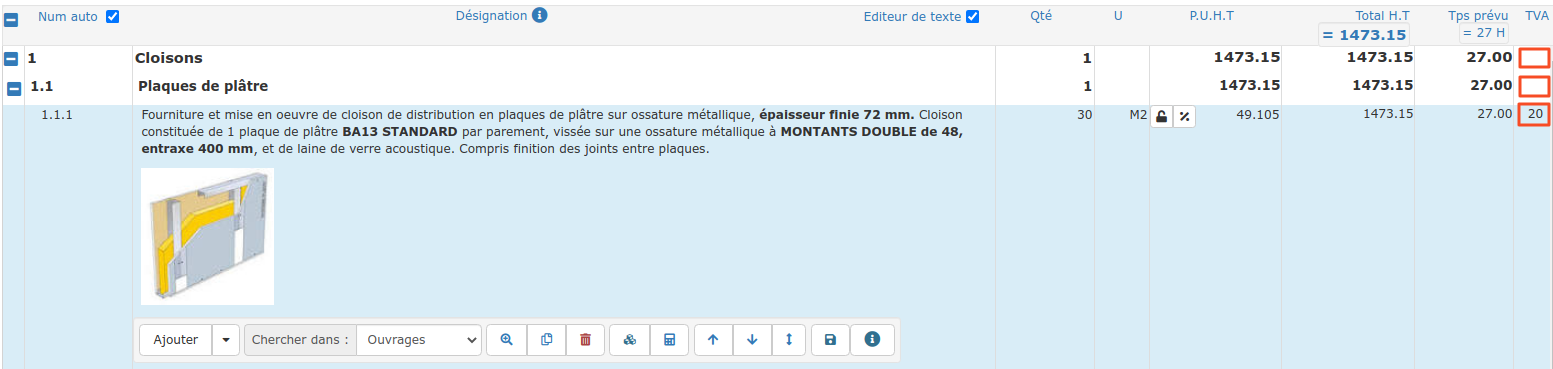 Num auto Désignation Editeur de texte Qté U P.U.H.T Total H.T Tps prévu TVA
= 1473.15 = 27 H
1 Cloisons 1 1473.15 1473.15 27.00
1.1 Plaques de plâtre 1 1473.15 1473.15 27.00
1.1.1 Fourniture et mise en oeuvre de cloison de distribution en plaques de plâtre sur ossature métallique, épaisseur finie 72 mm. Cloison 30 M2 49.105 1473.15 27.00 20
constituée de 1 plaque de plâtre BA13 STANDARD par parement, vissée sur une ossature métallique à MONTANTS DOUBLE de 48,
entraxe 400 mm, et de laine de verre acoustique. Compris finition des joints entre plaques.
Ajouter Chercher dans : Ouvrages